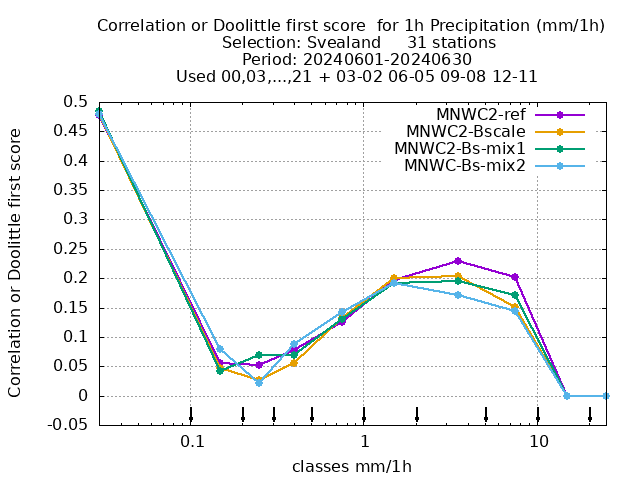 Correlation or Doolittle first score  for 1h Precipitation (mm/1h)
Selection: Svealand     31 stations
Period: 20240601-20240630
Used 00,03,...,21 + 03-02 06-05 09-08 12-11
MNWC2-ref
MNWC2-Bscale
MNWC2-Bs-mix1
MNWC-Bs-mix2
Correlation or Doolittle first score
0.5
0.45
0.4
0.35
0.3
0.25
0.2
0.15
0.1
0.05
0
-0.05
0.1 1 10
classes mm/1h